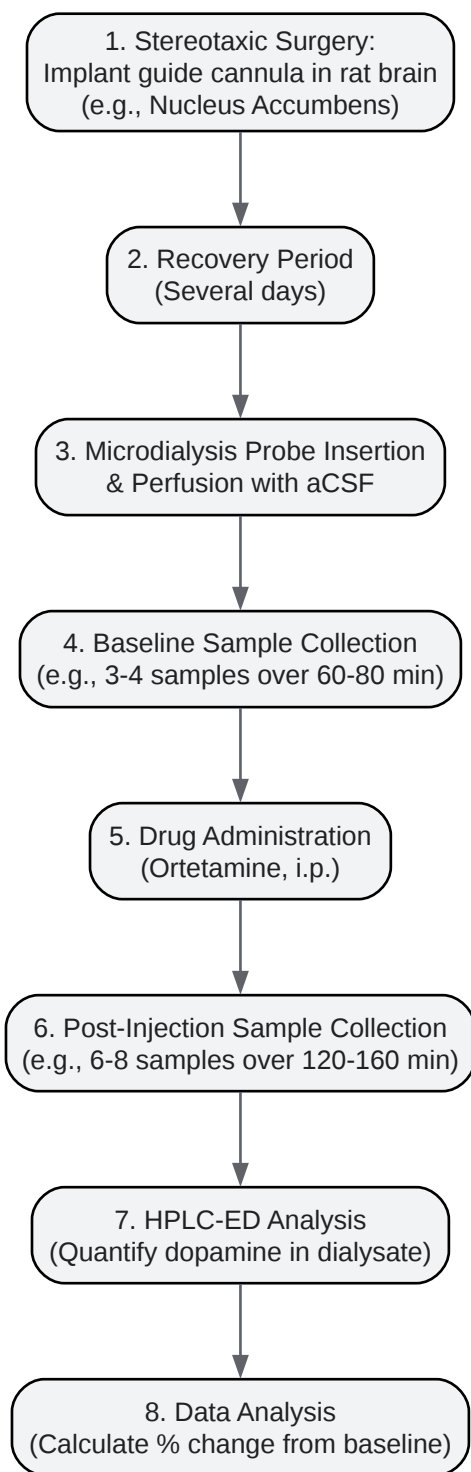 1. Stereotaxic Surgery:
Implant guide cannula in rat brain
(e.g., Nucleus Accumbens)
2. Recovery Period
(Several days)
3. Microdialysis Probe Insertion
& Perfusion with aCSF
4. Baseline Sample Collection
(e.g., 3-4 samples over 60-80 min)
5. Drug Administration
(Ortetamine, i.p.)
6. Post-Injection Sample Collection
(e.g., 6-8 samples over 120-160 min)
7. HPLC-ED Analysis
(Quantify dopamine in dialysate)
8. Data Analysis
(Calculate % change from baseline)